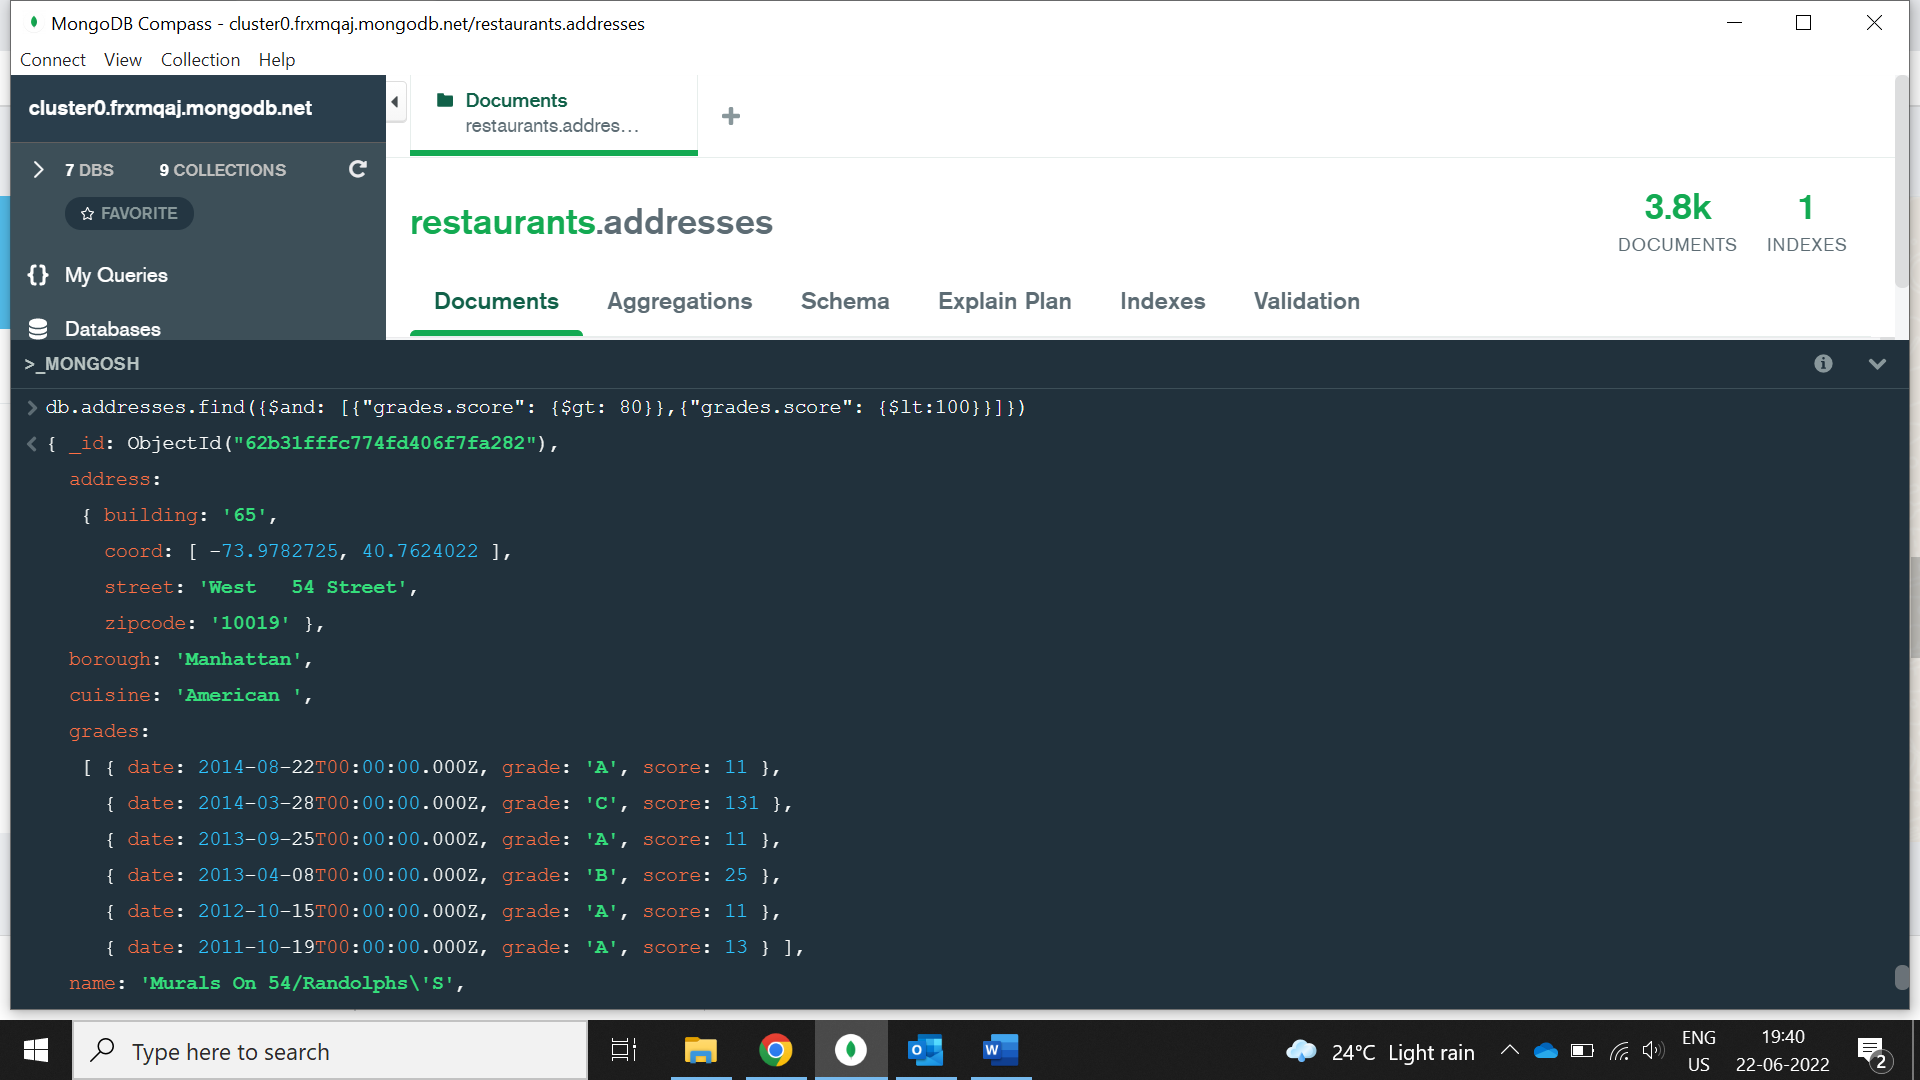 MongoDB Compass - cluster0.frxmqaj.mongodb.net/restaurants.addresses
Connect View Collection Help
cluster0.frxmqaj.mongodb.net
7 DBS 9 COLLECTIONS
FAVORITE
{} My Queries
Databases
Documents
restaurants.addres...
+
restaurants.addresses
3.8k
DOCUMENTS
1
INDEXES
Documents Aggregations Schema Explain Plan Indexes Validation
>_MONGOSH
> db.addresses.find({$and: [{"grades.score": {$gt: 80}},{"grades.score": {$lt:100}}]})
< { _id: ObjectId("62b31fffc774fd406f7fa282"),
address:
{ building: '65',
coord: [ -73.9782725, 40.7624022 ],
street: 'West   54 Street',
zipcode: '10019' },
borough: 'Manhattan',
cuisine: 'American ',
grades:
[ { date: 2014-08-22T00:00:00.000Z, grade: 'A', score: 11 },
{ date: 2014-03-28T00:00:00.000Z, grade: 'C', score: 131 },
{ date: 2013-09-25T00:00:00.000Z, grade: 'A', score: 11 },
{ date: 2013-04-08T00:00:00.000Z, grade: 'B', score: 25 },
{ date: 2012-10-15T00:00:00.000Z, grade: 'A', score: 11 },
{ date: 2011-10-19T00:00:00.000Z, grade: 'A', score: 13 } ],
name: 'Murals On 54/Randolphs\'S',
Type here to search
24°C Light rain
ENG
US
19:40
22-06-2022
2